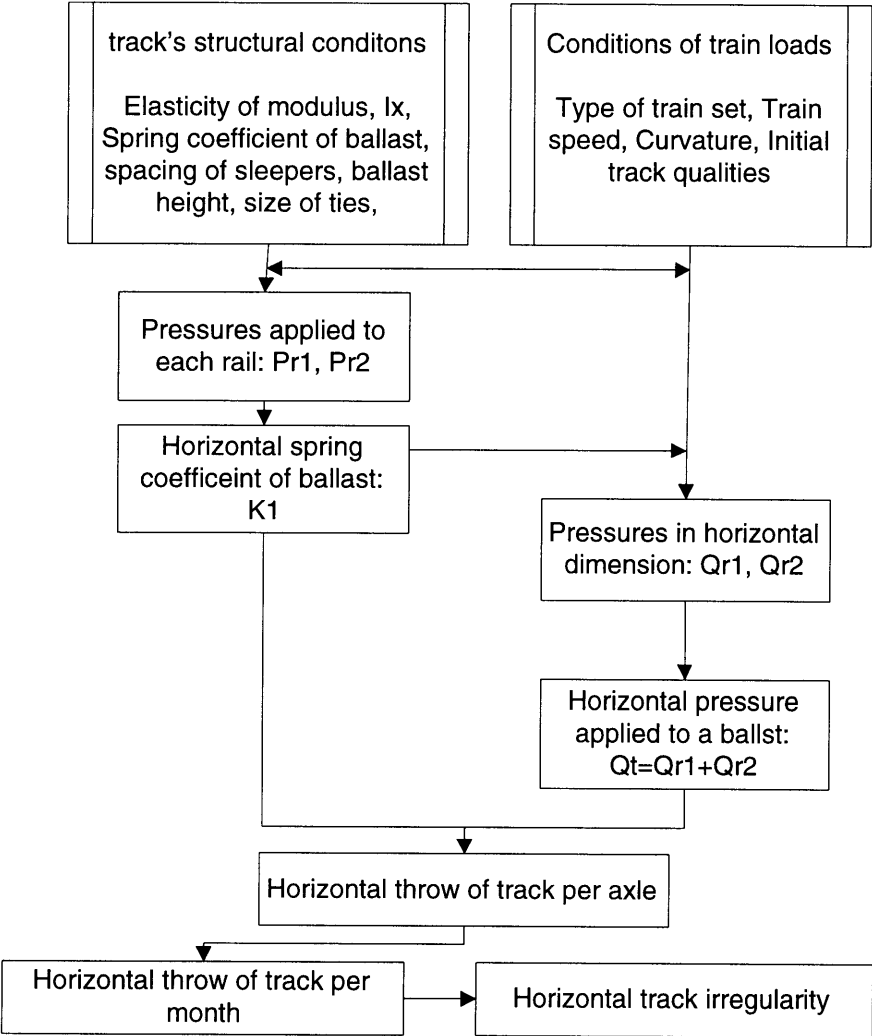 track's structural conditons
Elasticity of modulus, Ix,
Spring coefficient of ballast,
spacing of sleepers, ballast
height, size of ties,
Conditions of train loads
Type of train set, Train
speed, Curvature, Initial
track qualities
Pressures applied to
each rail: Pr1, Pr2
Horizontal spring
coefficeint of ballast:
K1
Pressures in horizontal
dimension: Qr1, Qr2
Horizontal pressure
applied to a ballst:
Qt=Qr1+Qr2
Horizontal throw of track per axle
Horizontal throw of track per
month
Horizontal track irregularity